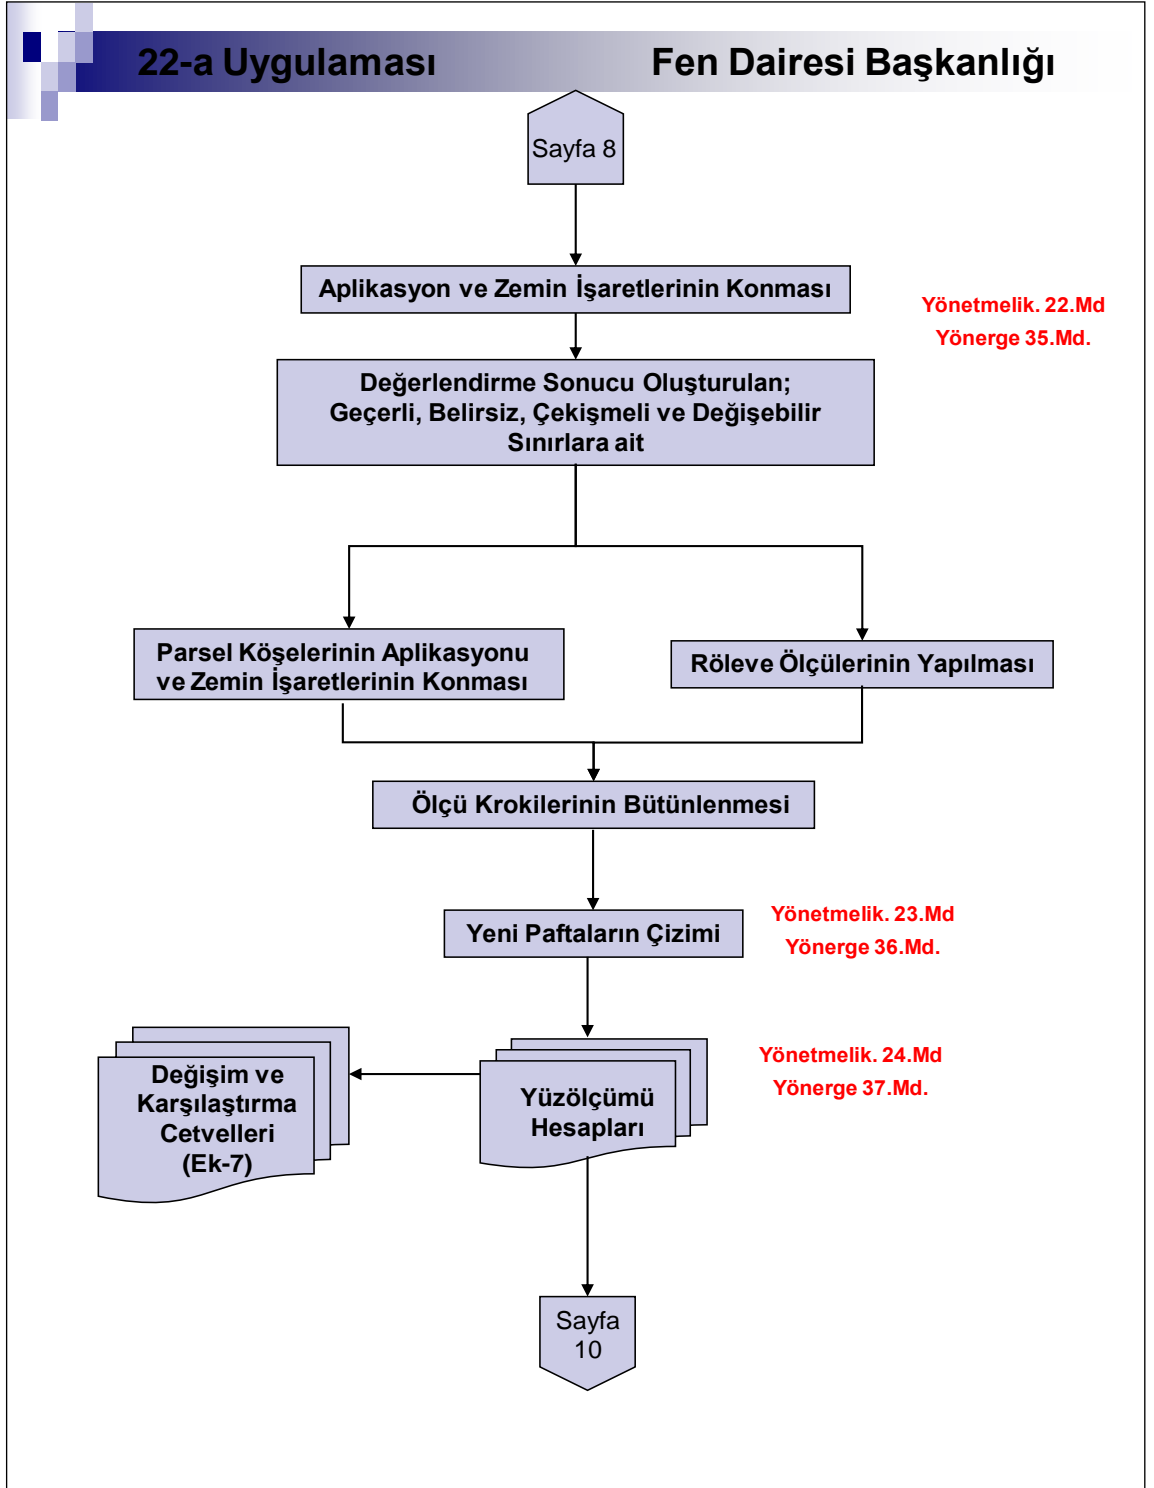 22-a Uygulaması
Fen Dairesi Başkanlığı
Sayfa 8
Aplikasyon ve Zemin İşaretlerinin Konması
Yönetmelik. 22.Md
Yönerge 35.Md.
Değerlendirme Sonucu Oluşturulan;
Geçerli, Belirsiz, Çekişmeli ve Değişebilir
Sınırlara ait
Parsel Köşelerinin Aplikasyonu
ve Zemin İşaretlerinin Konması
Röleve Ölçülerinin Yapılması
Ölçü Krokilerinin Bütünlenmesi
Yeni Paftaların Çizimi
Yönetmelik. 23.Md
Yönerge 36.Md.
Değişim ve
Karşılaştırma
Cetvelleri
(Ek-7)
Yüzölçümü
Hesapları
Yönetmelik. 24.Md
Yönerge 37.Md.
Sayfa
10